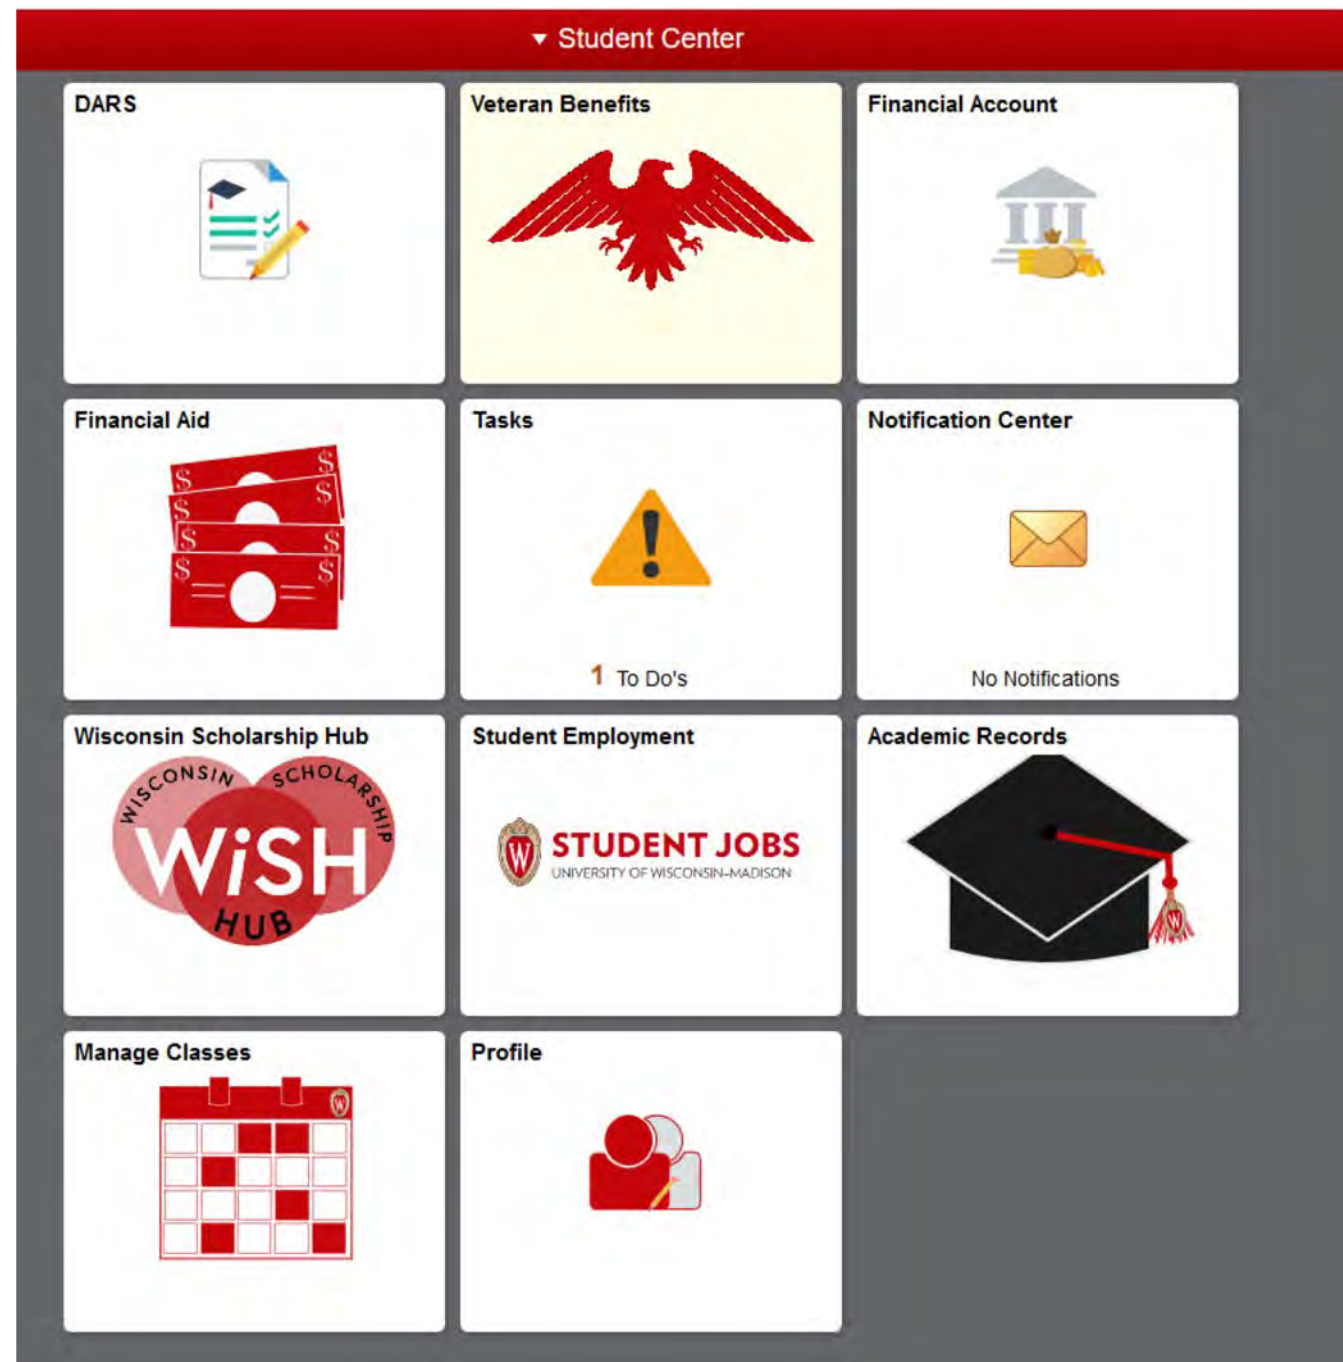 Student Center
DARS
Veteran Benefits
Financial Account
Financial Aid
$ $
$ $
$ $
$ $
Tasks
1 To Do's
Notification Center
No Notifications
Wisconsin Scholarship Hub
WISCONSIN SCHOLARSHIP
WiSH
HUB
Student Employment
W
STUDENT JOBS
UNIVERSITY OF WISCONSIN–MADISON
Academic Records
W
Manage Classes
W
Profile